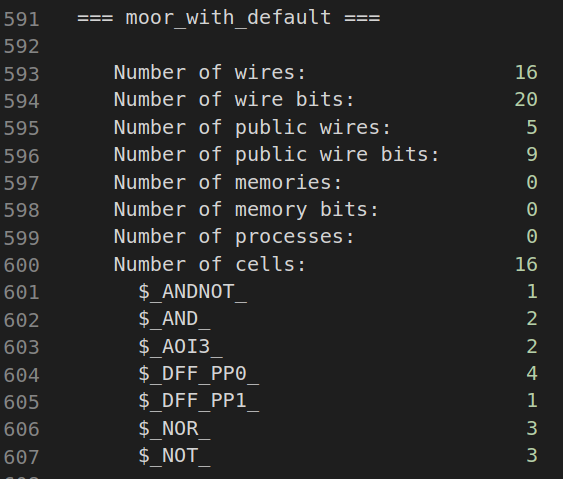 591 === moor_with_default ===
592
593 Number of wires: 16
594 Number of wire bits: 20
595 Number of public wires: 5
596 Number of public wire bits: 9
597 Number of memories: 0
598 Number of memory bits: 0
599 Number of processes: 0
600 Number of cells: 16
601 $_ANDNOT_ 1
602 $_AND_ 2
603 $_AOI3_ 2
604 $_DFF_PP0_ 4
605 $_DFF_PP1_ 1
606 $_NOR_ 3
607 $_NOT_ 3